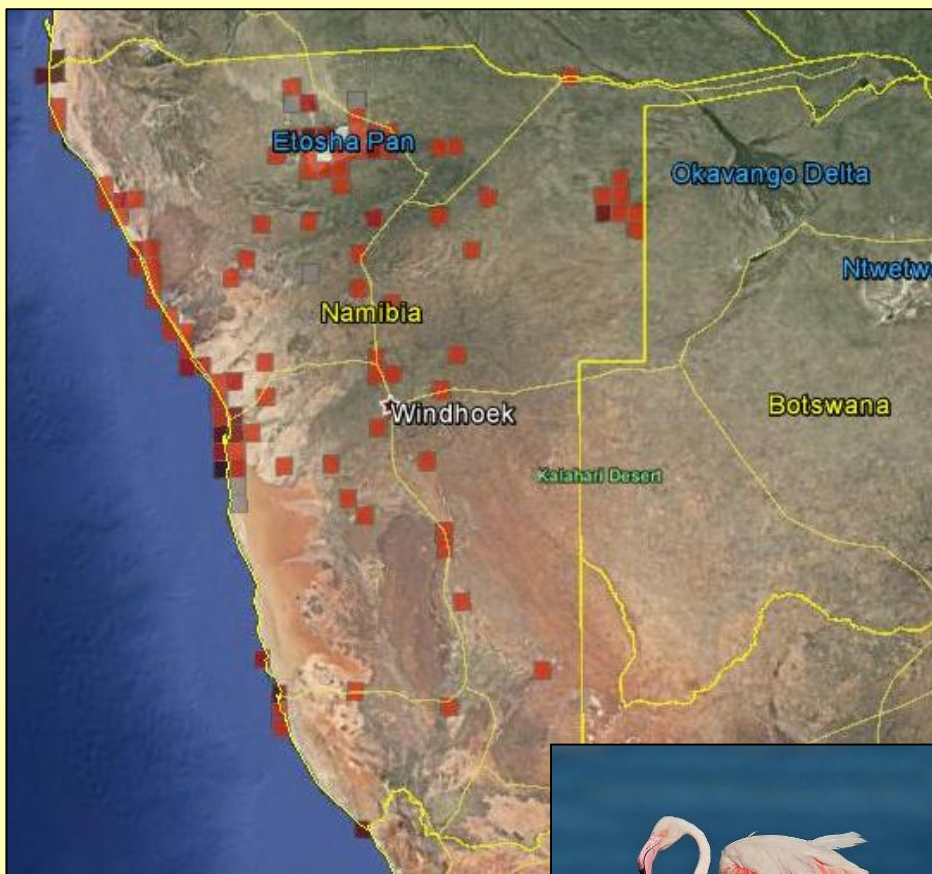 Etosha Pan
Okavango Delta
Ntwetw
Namibia
Botswana
Windhoek
Kalahari Desert